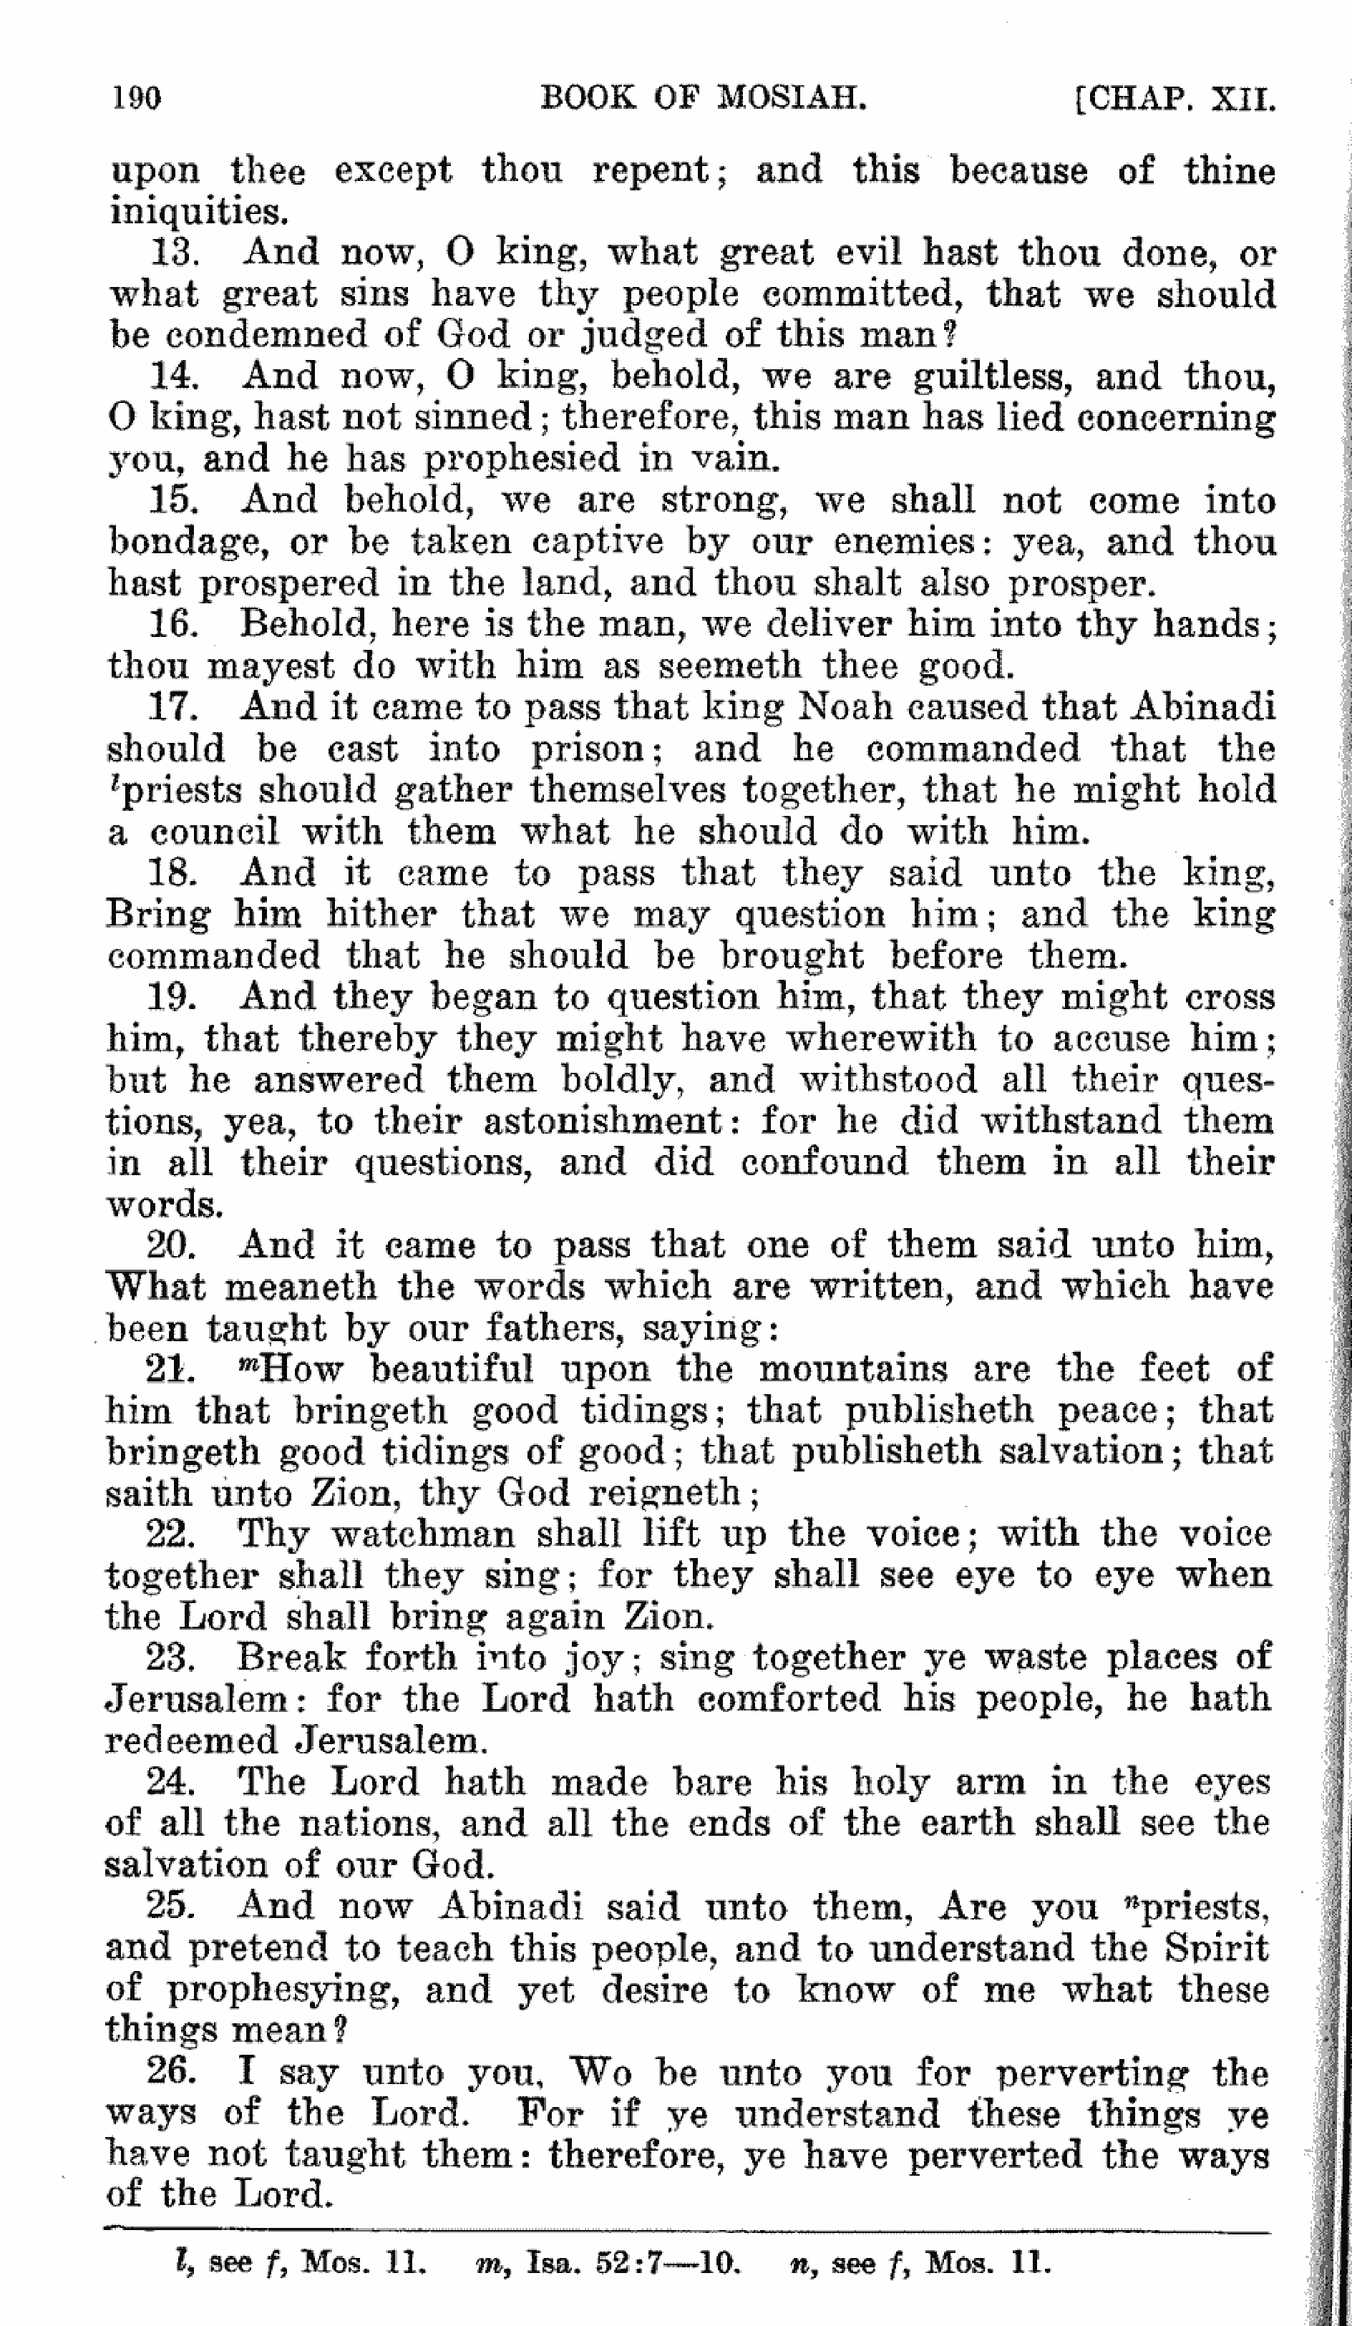 190 BOOK OF MOSIAH. [CHAP. XII.
upon thee except thou repent; and this because of thine
iniquities.
13. And now, O king, what great evil hast thou done, or
what great sins have thy people committed, that we should
be condemned of God or judged of this man?
14. And now, O king, behold, we are guiltless, and thou,
O king, hast not sinned; therefore, this man has lied concerning
you, and he has prophesied in vain.
15. And behold, we are strong, we shall not come into
bondage, or be taken captive by our enemies: yea, and thou
hast prospered in the land, and thou shalt also prosper.
16. Behold, here is the man, we deliver him into thy hands;
thou mayest do with him as seemeth thee good.
17. And it came to pass that king Noah caused that Abinadi
should be cast into prison; and he commanded that the
lpriests should gather themselves together, that he might hold
a council with them what he should do with him.
18. And it came to pass that they said unto the king,
Bring him hither that we may question him; and the king
commanded that he should be brought before them.
19. And they began to question him, that they might cross
him, that thereby they might have wherewith to accuse him;
but he answered them boldly, and withstood all their ques-
tions, yea, to their astonishment: for he did withstand them
in all their questions, and did confound them in all their
words.
20. And it came to pass that one of them said unto him,
What meaneth the words which are written, and which have
been taught by our fathers, saying:
21. mHow beautiful upon the mountains are the feet of
him that bringeth good tidings; that publisheth peace; that
bringeth good tidings of good; that publisheth salvation; that
saith unto Zion, thy God reigneth;
22. Thy watchman shall lift up the voice; with the voice
together shall they sing; for they shall see eye to eye when
the Lord shall bring again Zion.
23. Break forth into joy; sing together ye waste places of
Jerusalem: for the Lord hath comforted his people, he hath
redeemed Jerusalem.
24. The Lord hath made bare his holy arm in the eyes
of all the nations, and all the ends of the earth shall see the
salvation of our God.
25. And now Abinadi said unto them, Are you npriests,
and pretend to teach this people, and to understand the Spirit
of prophesying, and yet desire to know of me what these
things mean?
26. I say unto you, Wo be unto you for perverting the
ways of the Lord. For if ye understand these things ye
have not taught them: therefore, ye have perverted the ways
of the Lord.
l, see f, Mos. 11. m, Isa. 52:7—10. n, see f, Mos. 11.